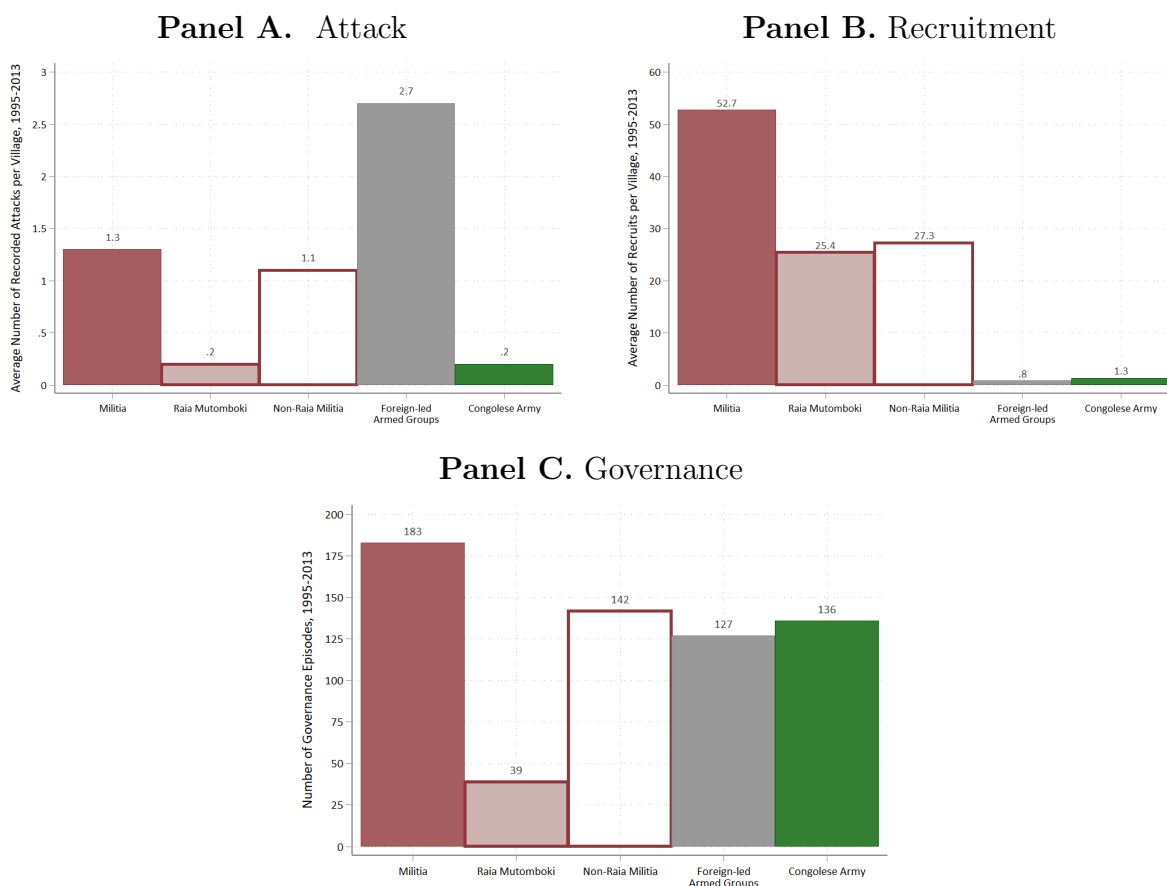 Panel A. Attack
Average Number of Recorded Attacks per Village, 1995-2013
3
2.5
2
1.5
1
.5
0
1.3
.2
1.1
2.7
.2
Militia
Raia Mutomboki
Non-Raia Militia
Foreign-led
Armed Groups
Congolese Army
Panel B. Recruitment
Average Number of Recruits per Village, 1995-2013
60
50
40
30
20
10
0
52.7
25.4
27.3
.8
1.3
Militia
Raia Mutomboki
Non-Raia Militia
Foreign-led
Armed Groups
Congolese Army
Panel C. Governance
Number of Governance Episodes, 1995-2013
200
175
150
125
100
75
50
25
0
183
39
142
127
136
Militia
Raia Mutomboki
Non-Raia Militia
Foreign-led
Armed Groups
Congolese Army